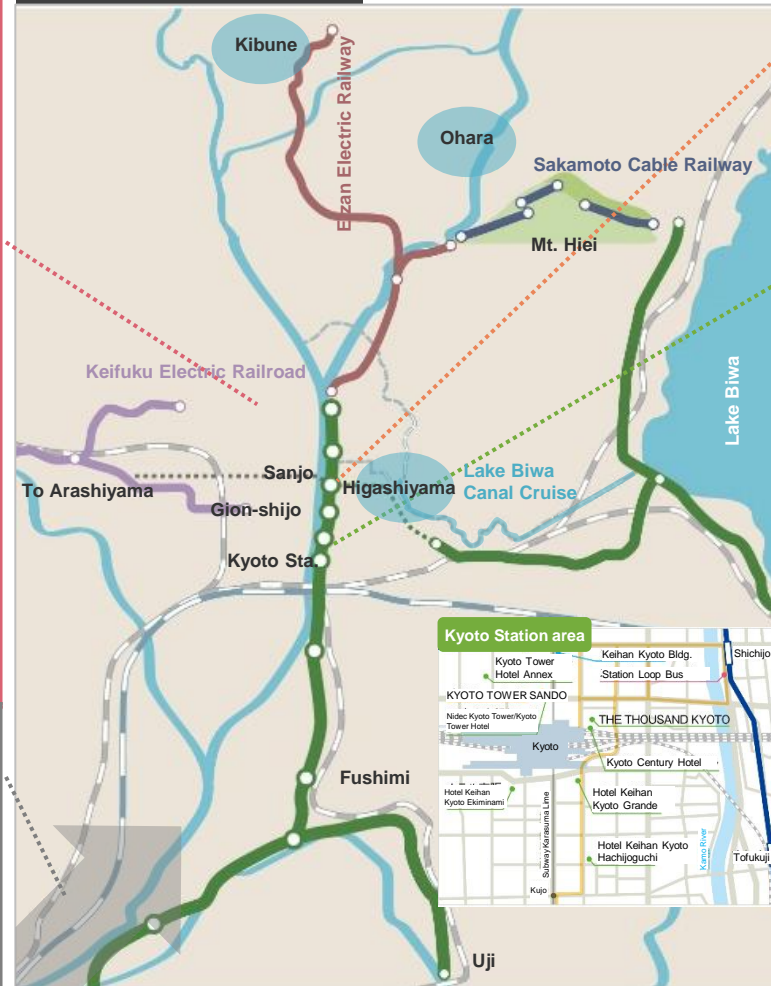 Kibune
Eizan Electric Railway
Ohara
Sakamoto Cable Railway
Mt. Hiei
Keifuku Electric Railroad
Lake Biwa
Sanjo
To Arashiyama
Higashiyama
Lake Biwa
Canal Cruise
Gion-shijo
Kyoto Sta.
Kyoto Station area
Keihan Kyoto Bldg.
Shichijo
Kyoto Tower
Hotel Annex
Station Loop Bus
KYOTO TOWER SANDO
Nidec Kyoto Tower/Kyoto
Tower Hotel
THE THOUSAND KYOTO
Kyoto
Kyoto Century Hotel
Hotel Keihan
Kyoto Ekiminami
Hotel Keihan
Kyoto Grande
Subway Karasuma Lime
Hotel Keihan Kyoto
Hachijoguchi
Kamo River
Tofukuji
Kujo
Fushimi
Uji